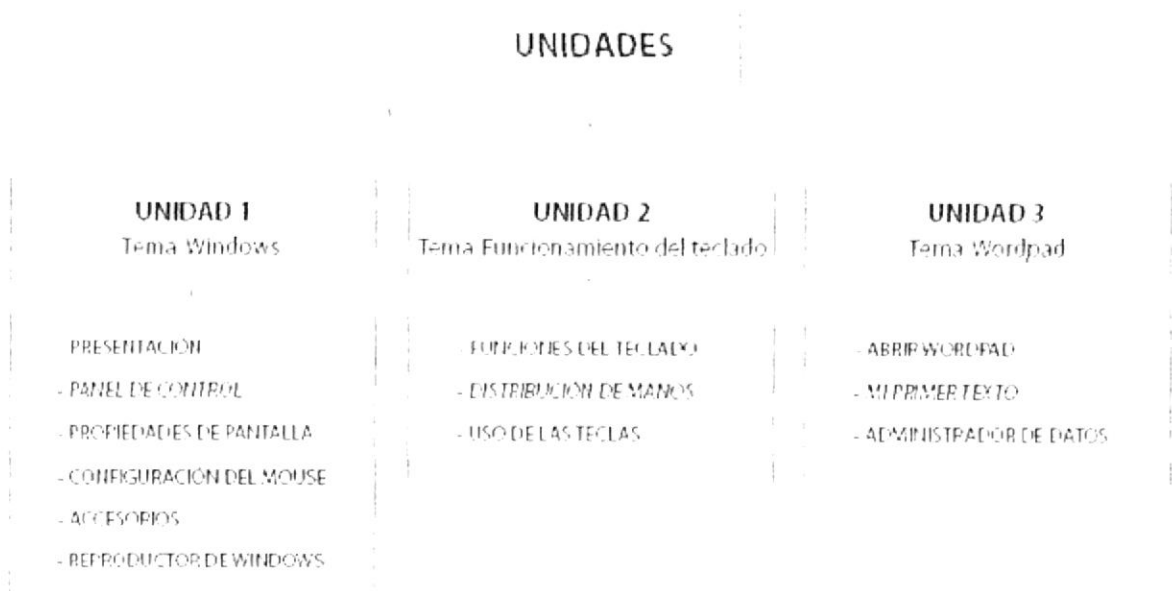 UNIDADES
UNIDAD 1
Tema Windows
PRESENTACIÓN
- PANEL DE CONTROL
- PROPIEDADES DE PANTALLA
- CONFIGURACIÓN DEL MOUSE
- ACCESORIOS
- REPRODUCTOR DE WINDOWS
UNIDAD 2
Tema Funcionamiento del teclado
- FUNCIONES DEL TECLADO
- DISTRIBUCIÓN DE MANOS
- USO DE LAS TECLAS
UNIDAD 3
Tema Wordpad
- ABRIR WORDPAD
- MI PRIMER TEXTO
- ADMINISTRADOR DE DATOS